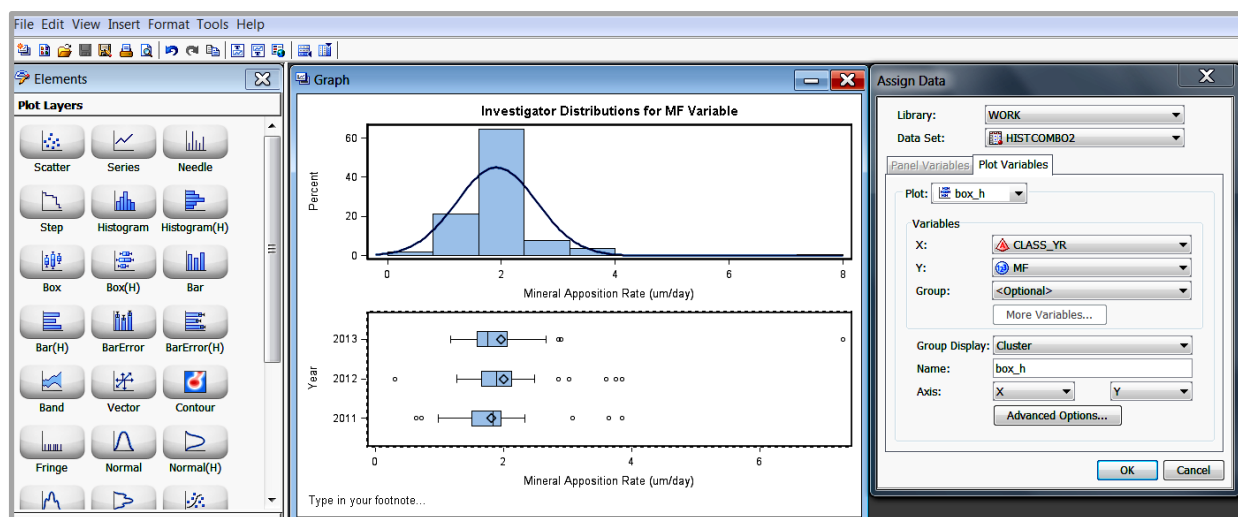 File Edit View Insert Format Tools Help
Elements
Plot Layers
Scatter Series Needle
Step Histogram Histogram(H)
Box Box(H) Bar
Bar(H) BarError BarError(H)
Band Vector Contour
Fringe Normal Normal(H)
Graph
Investigator Distributions for MF Variable
60
40
20
0
Percent
0 2 4 6 8
Mineral Apposition Rate (um/day)
2013
2012
2011
Year
0 2 4 6
Mineral Apposition Rate (um/day)
Type in your footnote...
Assign Data
Library: WORK
Data Set: HISTCOMBO2
Panel Variables Plot Variables
Plot: box_h
Variables
X: CLASS_YR
Y: MF
Group: <Optional>
More Variables...
Group Display: Cluster
Name: box_h
Axis: X Y
Advanced Options...
OK Cancel